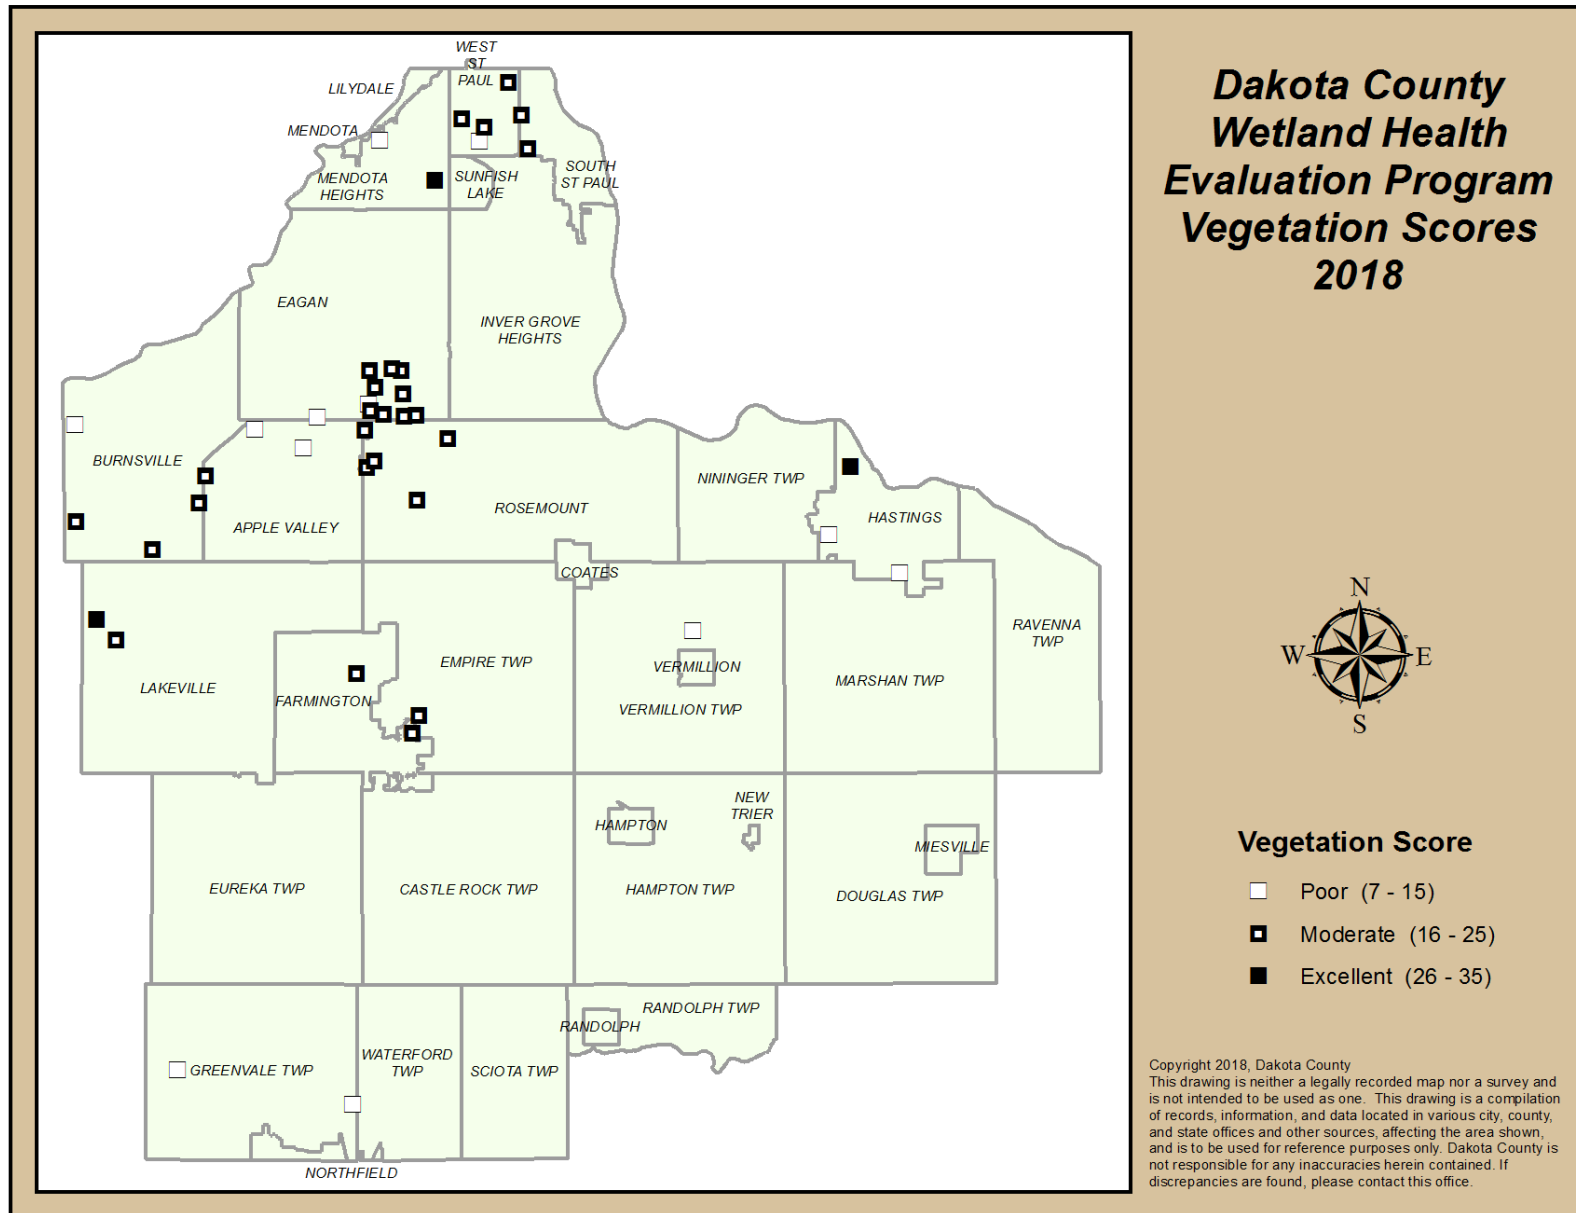 Dakota County
Wetland Health
Evaluation Program
Vegetation Scores
2018
WEST
ST
PAUL
LILYDALE
MENDOTA
MENDOTA
HEIGHTS
SUNFISH
LAKE
SOUTH
ST PAUL
EAGAN
INVER GROVE
HEIGHTS
BURNSVILLE
APPLE VALLEY
ROSEMOUNT
NININGER TWP
HASTINGS
COATES
RAVENNA
TWP
LAKEVILLE
FARMINGTON
EMPIRE TWP
VERMILLION
VERMILLION TWP
MARSHAN TWP
NEW
TRIER
HAMPTON
MIESVILLE
EUREKA TWP
CASTLE ROCK TWP
HAMPTON TWP
DOUGLAS TWP
RANDOLPH TWP
RANDOLPH
GREENVALE TWP
WATERFORD
TWP
SCIOTA TWP
NORTHFIELD
N
W
E
S
Vegetation Score
Poor (7 - 15)
Moderate (16 - 25)
Excellent (26 - 35)
Copyright 2018, Dakota County
This drawing is neither a legally recorded map nor a survey and
is not intended to be used as one. This drawing is a compilation
of records, information, and data located in various city, county,
and state offices and other sources, affecting the area shown,
and is to be used for reference purposes only. Dakota County is
not responsible for any inaccuracies herein contained. If
discrepancies are found, please contact this office.